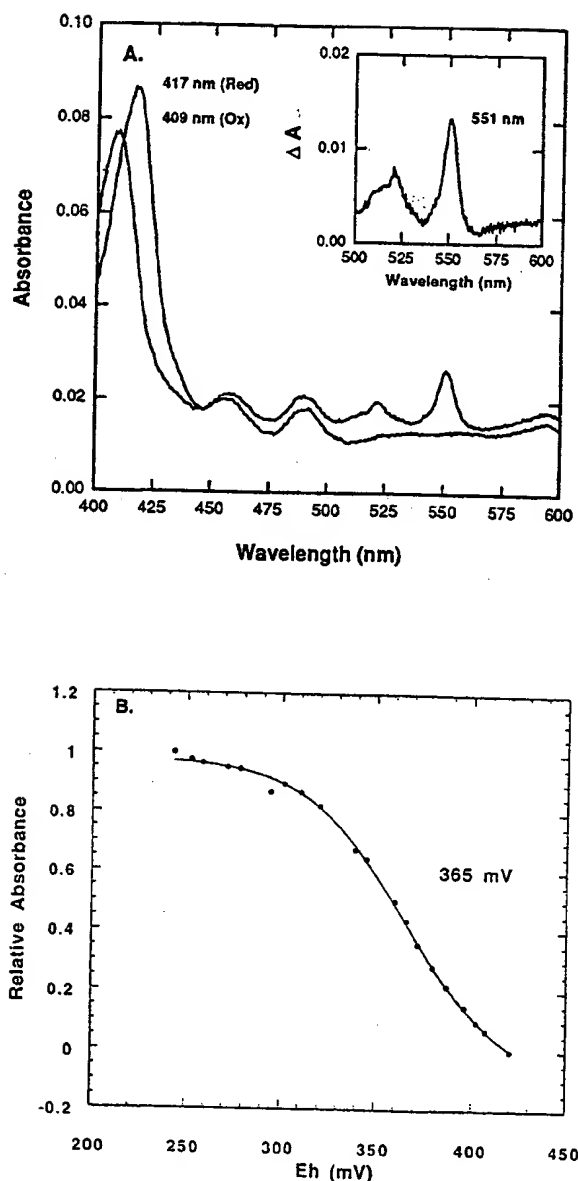 A.
417 nm (Red)
409 nm (Ox)
0.10
0.08
0.06
0.04
0.02
0.00
Absorbance
400 425 450 475 500 525 550 575 600
Wavelength (nm)
0.02
0.01
0.00
Δ A
551 nm
500 525 550 575 600
Wavelength (nm)
B.
1.2
1
0.8
0.6
0.4
0.2
0
-0.2
Relative Absorbance
365 mV
200 250 300 350 400 450
Eh (mV)